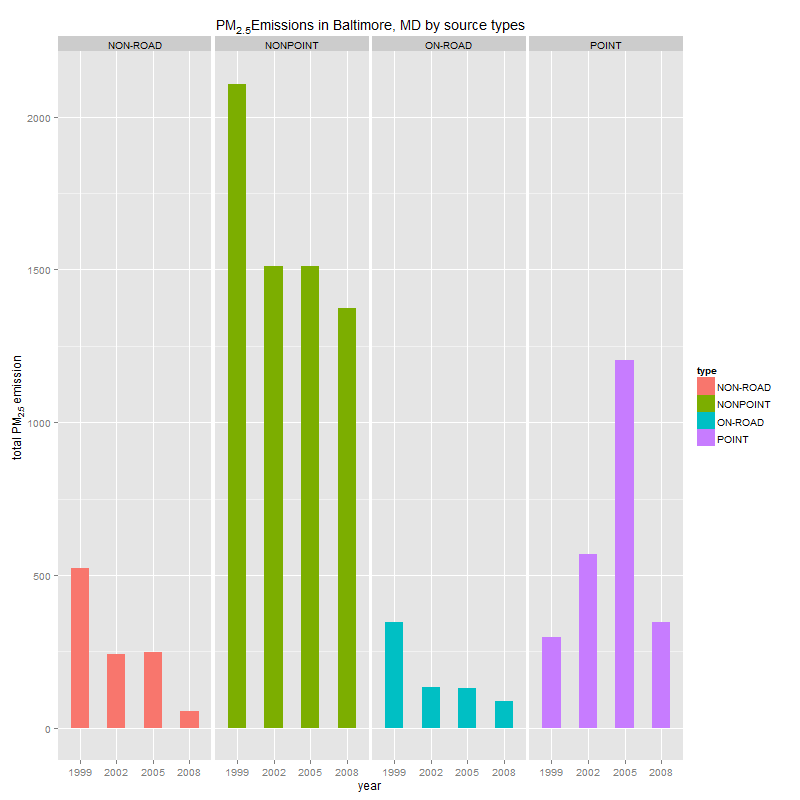 PM2.5Emissions in Baltimore, MD by source types
NON-ROAD NONPOINT ON-ROAD POINT
2000
1500
1000
500
0
total PM2.5 emission
1999 2002 2005 2008 1999 2002 2005 2008 1999 2002 2005 2008 1999 2002 2005 2008
year
type
NON-ROAD
NONPOINT
ON-ROAD
POINT